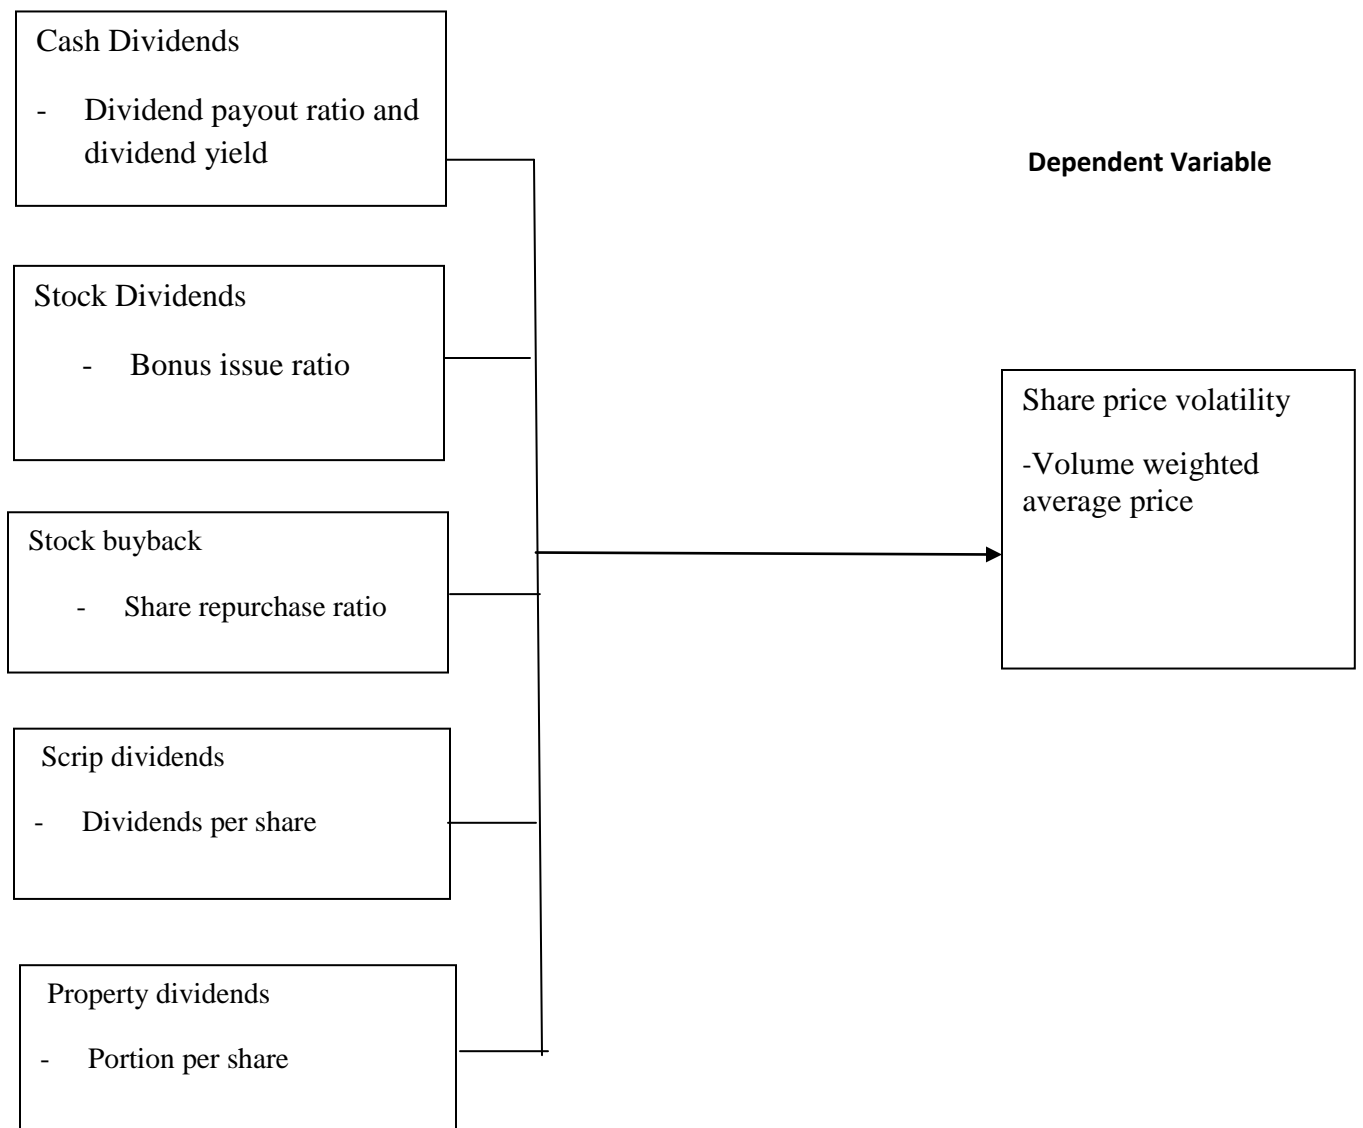 Cash Dividends
- Dividend payout ratio and
dividend yield
Dependent Variable
Stock Dividends
- Bonus issue ratio
Share price volatility
-Volume weighted
average price
Stock buyback
- Share repurchase ratio
Scrip dividends
- Dividends per share
Property dividends
- Portion per share